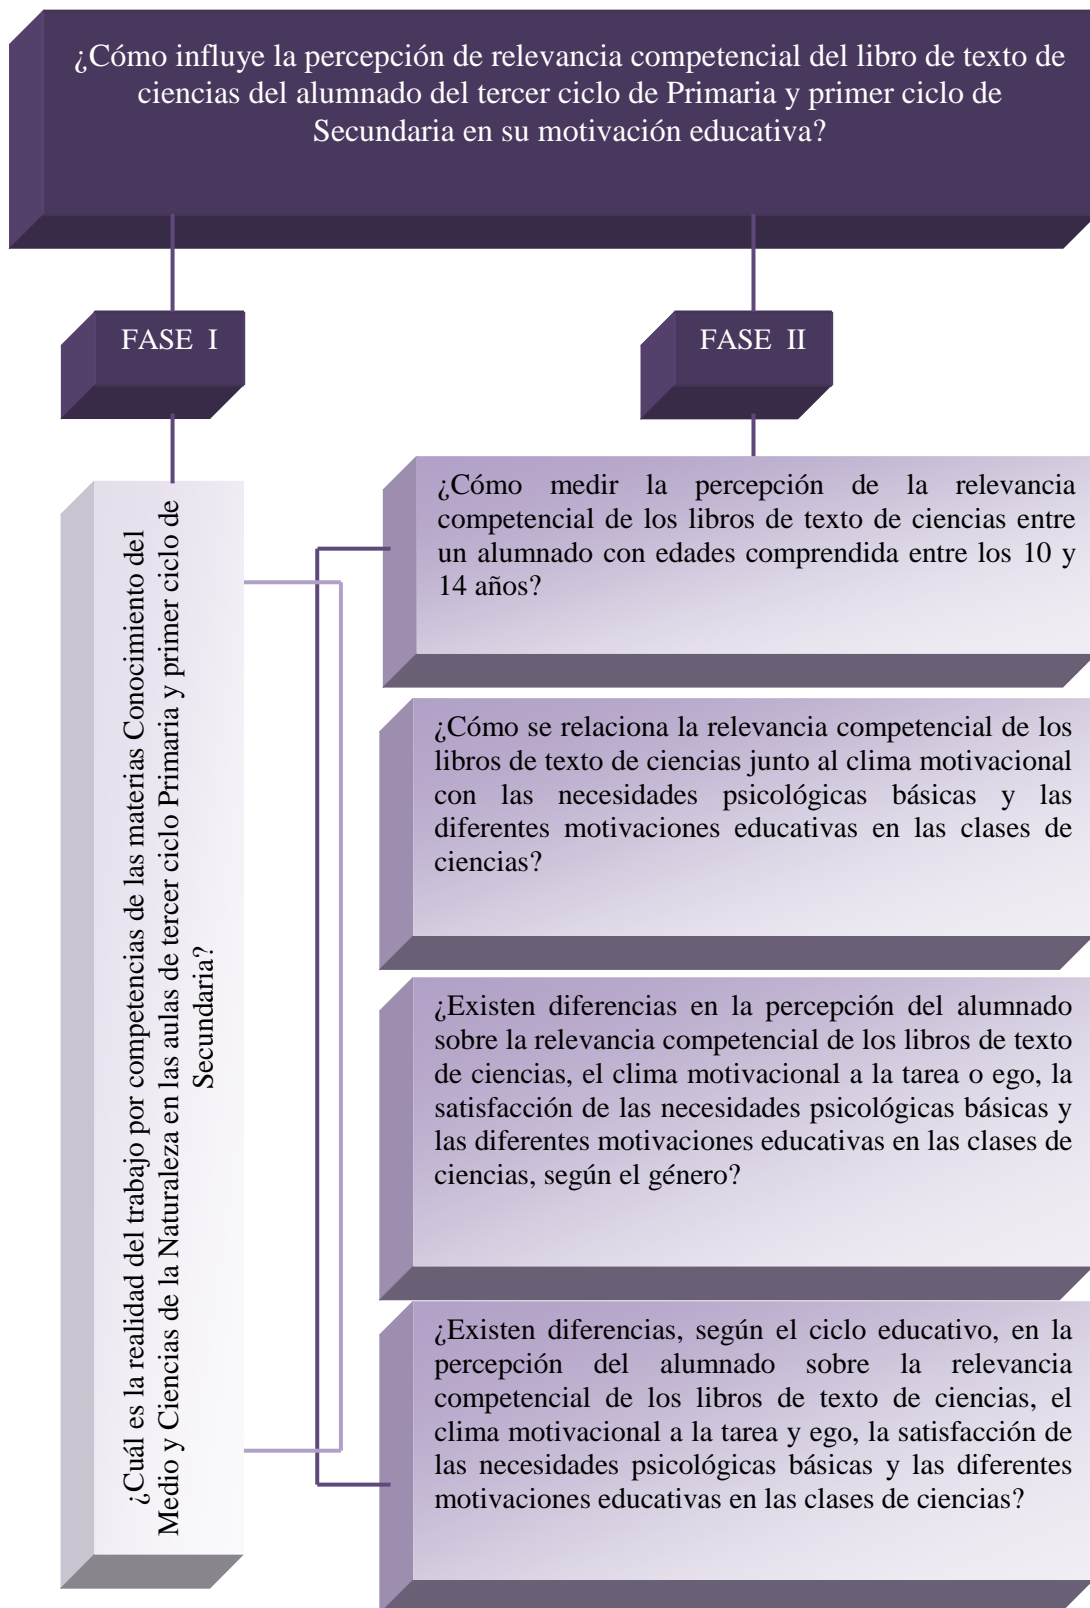 ¿Cómo influye la percepción de relevancia competencial del libro de texto de
ciencias del alumnado del tercer ciclo de Primaria y primer ciclo de
Secundaria en su motivación educativa?
FASE I
¿Cuál es la realidad del trabajo por competencias de las materias Conocimiento del
Medio y Ciencias de la Naturaleza en las aulas de tercer ciclo Primaria y primer ciclo de
Secundaria?
FASE II
¿Cómo medir la percepción de la relevancia
competencial de los libros de texto de ciencias entre
un alumnado con edades comprendida entre los 10 y
14 años?
¿Cómo se relaciona la relevancia competencial de los
libros de texto de ciencias junto al clima motivacional
con las necesidades psicológicas básicas y las
diferentes motivaciones educativas en las clases de
ciencias?
¿Existen diferencias en la percepción del alumnado
sobre la relevancia competencial de los libros de texto
de ciencias, el clima motivacional a la tarea o ego, la
satisfacción de las necesidades psicológicas básicas y
las diferentes motivaciones educativas en las clases de
ciencias, según el género?
¿Existen diferencias, según el ciclo educativo, en la
percepción del alumnado sobre la relevancia
competencial de los libros de texto de ciencias, el
clima motivacional a la tarea y ego, la satisfacción de
las necesidades psicológicas básicas y las diferentes
motivaciones educativas en las clases de ciencias?